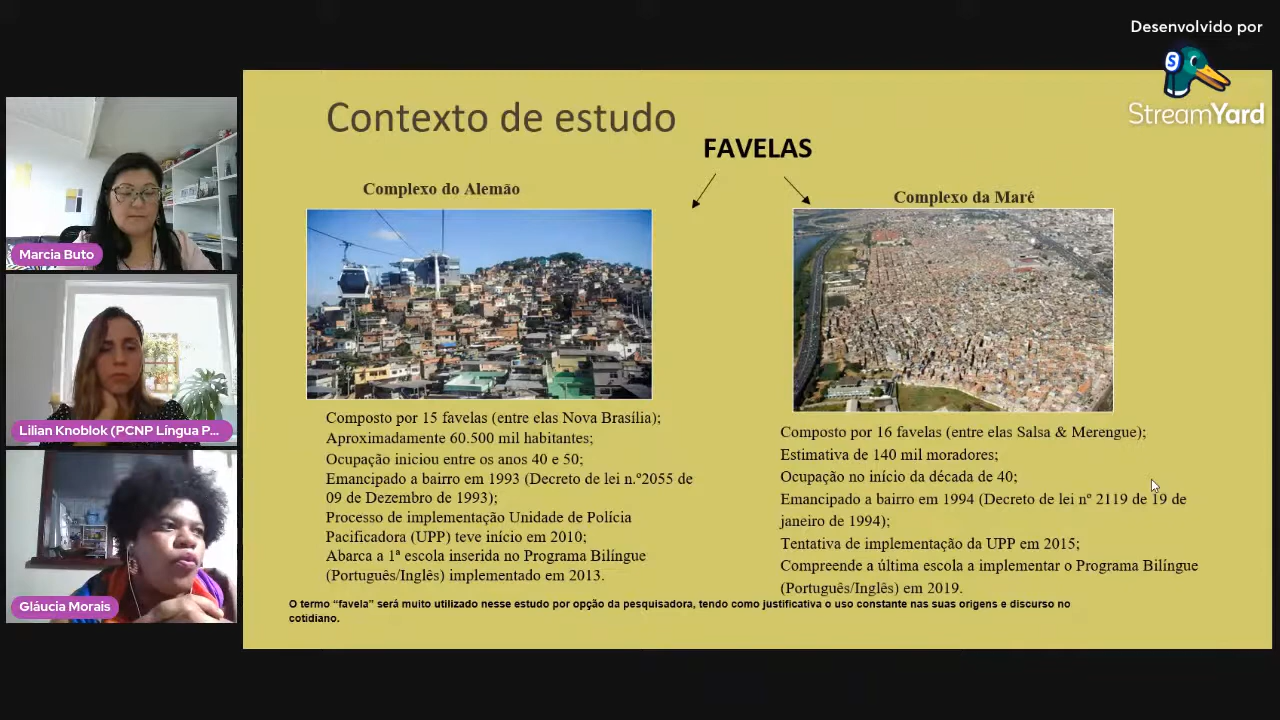 Desenvolvido por
S
StreamYard
Contexto de estudo
FAVELAS
Complexo do Alemão
Complexo da Maré
Composto por 15 favelas (entre elas Nova Brasília);
Aproximadamente 60.500 mil habitantes;
Ocupação iniciou entre os anos 40 e 50;
Emancipado a bairro em 1993 (Decreto de lei n.º2055 de
09 de Dezembro de 1993);
Processo de implementação Unidade de Polícia
Pacificadora (UPP) teve início em 2010;
Abarca a 1ª escola inserida no Programa Bilíngue
(Português/Inglês) implementado em 2013.
Composto por 16 favelas (entre elas Salsa & Merengue);
Estimativa de 140 mil moradores;
Ocupação no início da década de 40;
Emancipado a bairro em 1994 (Decreto de lei nº 2119 de 19 de
janeiro de 1994);
Tentativa de implementação da UPP em 2015;
Compreende a última escola a implementar o Programa Bilíngue
(Português/Inglês) em 2019.
O termo “favela” será muito utilizado nesse estudo por opção da pesquisadora, tendo como justificativa o uso constante nas suas origens e discurso no
cotidiano.
Marcia Buto
Lilian Knoblok (PCNP Língua P...
Gláucia Morais